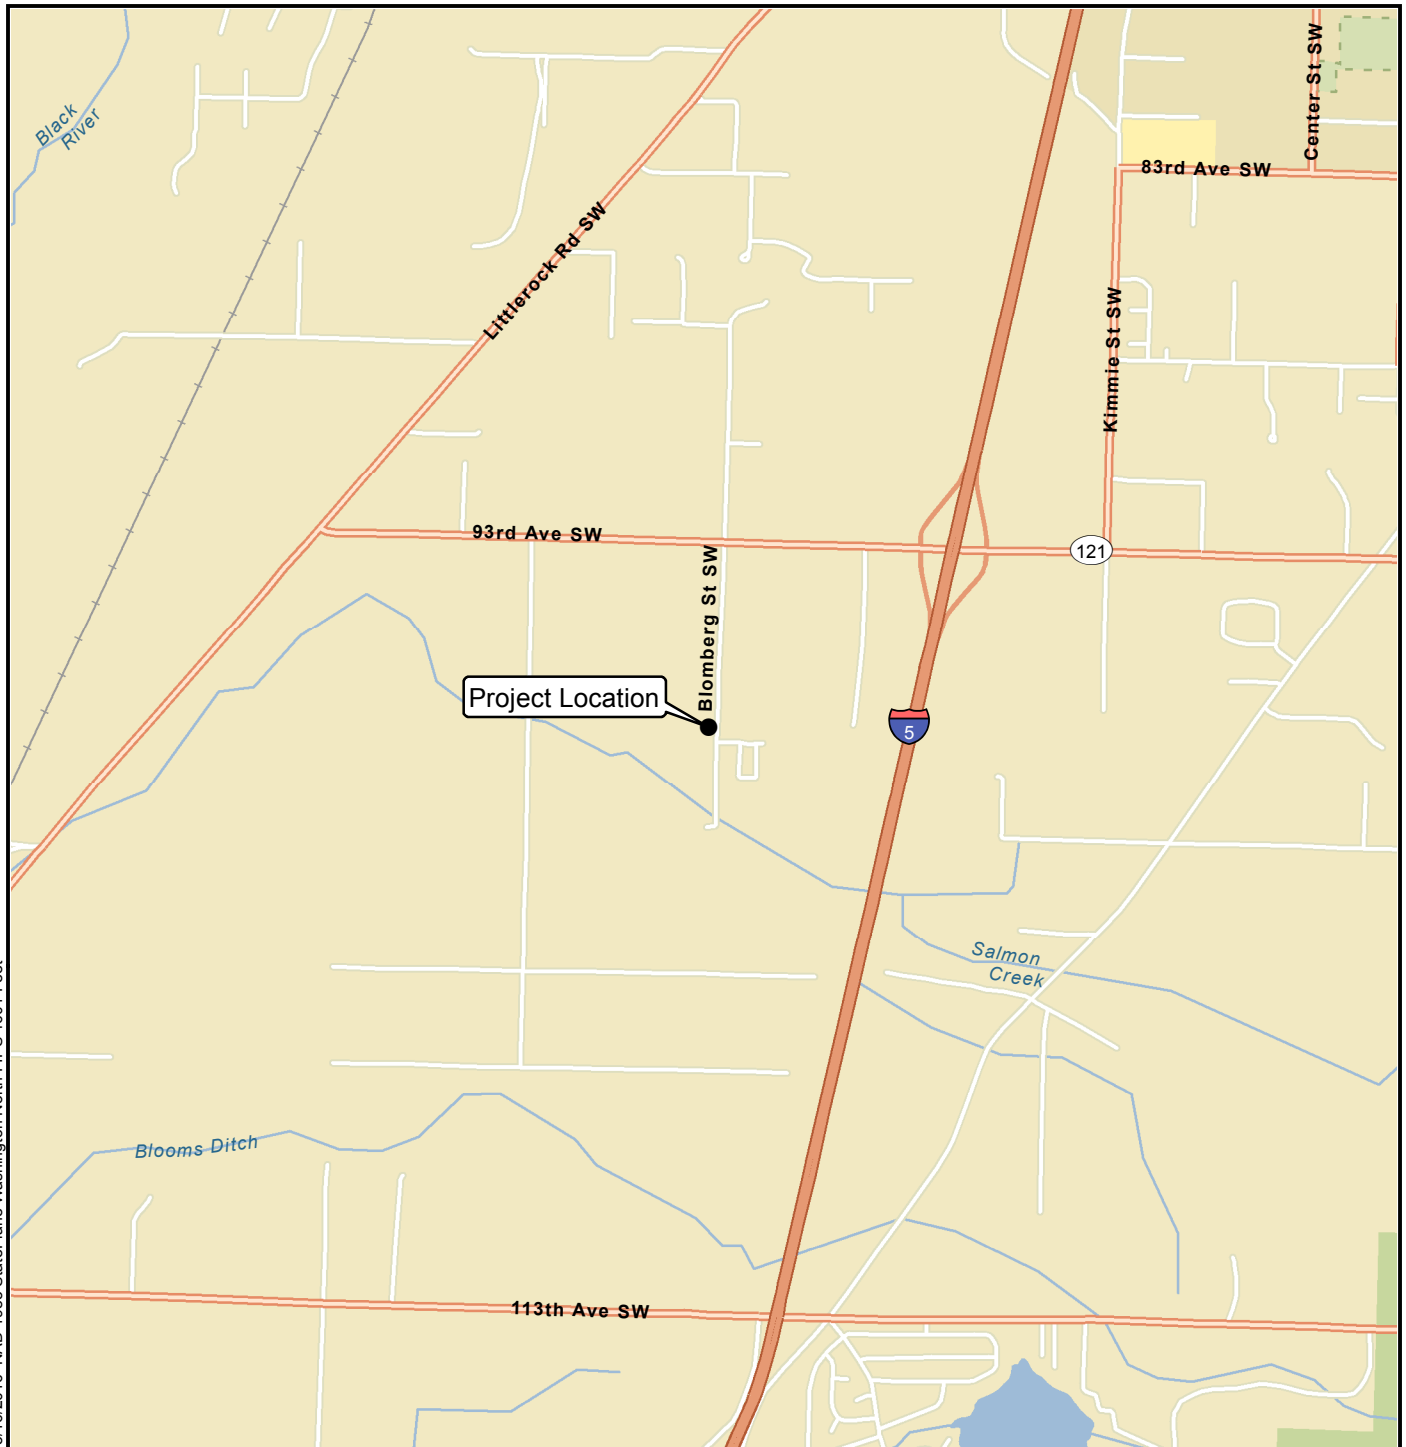 Black
River
Center St SW
83rd Ave SW
Littlerock Rd SW
Kimmie St SW
93rd Ave SW
121
Blomberg St SW
Project Location
5
Salmon
Creek
Blooms Ditch
113th Ave SW